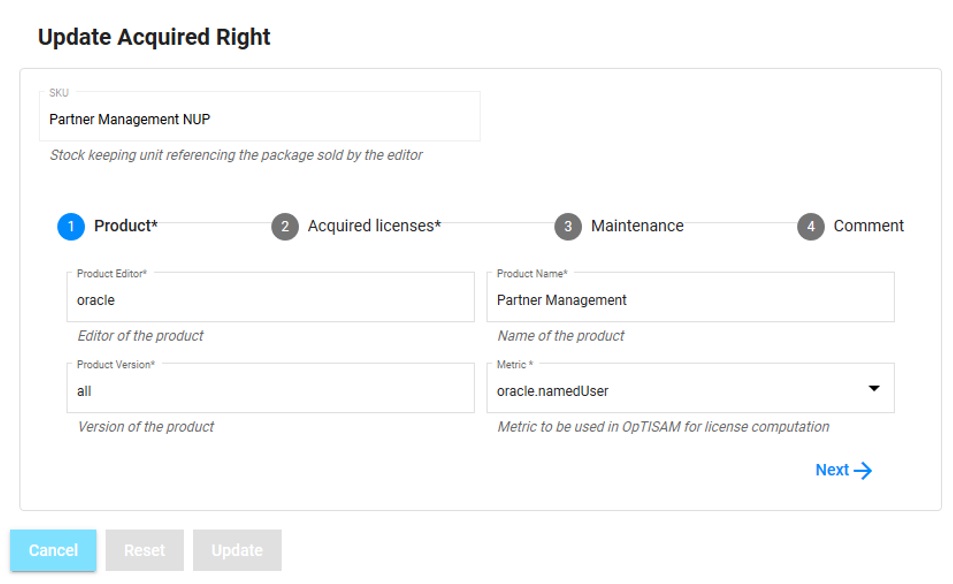 Update Acquired Right
SKU
Partner Management NUP
Stock keeping unit referencing the package sold by the editor
1 Product* 2 Acquired licenses* 3 Maintenance 4 Comment
Product Editor* Product Name*
oracle Partner Management
Editor of the product Name of the product
Product Version* Metric *
all oracle.namedUser
Version of the product Metric to be used in OpTISAM for license computation
Next
Cancel Reset Update